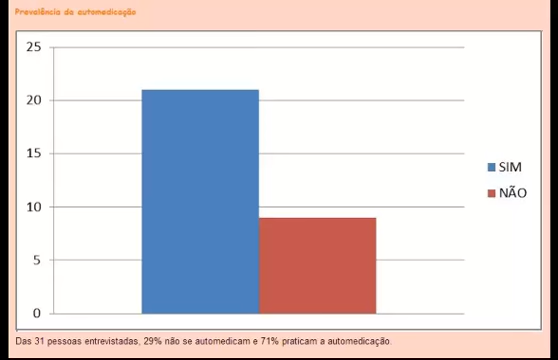 Prevalência da automedicação
25
20
15
10
5
0
SIM
NÃO
Das 31 pessoas entrevistadas, 29% não se automedicam e 71% praticam a automedicação.